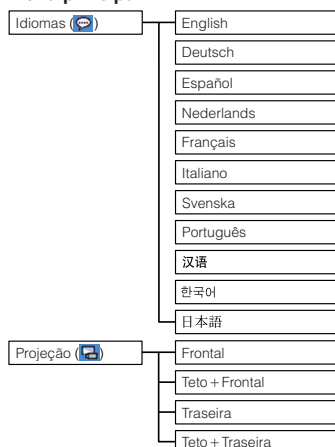 Idiomas ( )
English
Deutsch
Español
Nederlands
Français
Italiano
Svenska
Português
汉语
한국어
日本語
Projeção ( )
Frontal
Teto + Frontal
Traseira
Teto + Traseira